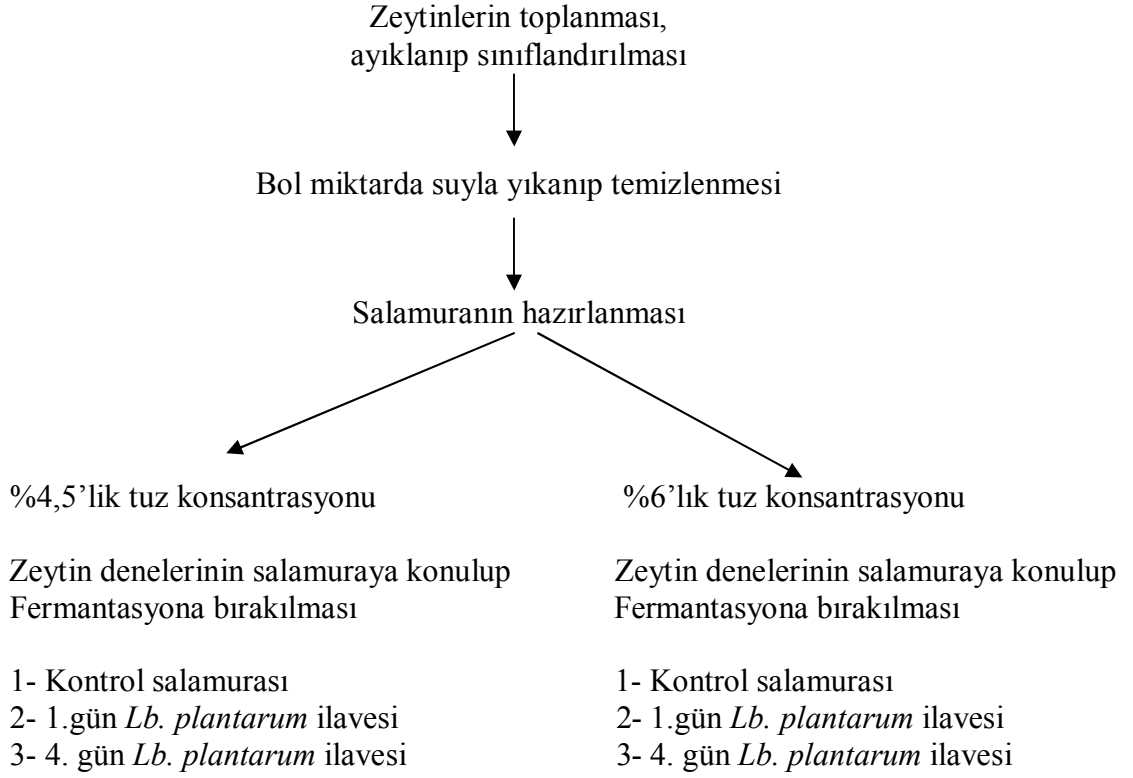 Zeytinlerin toplanması,
ayıklanıp sınıflandırılması
Bol miktarda suyla yıkanıp temizlenmesi
Salamuranın hazırlanması
%4,5’lik tuz konsantrasyonu
Zeytin denelerinin salamuraya konulup
Fermantasyona bırakılması
1- Kontrol salamurası
2- 1.gün Lb. plantarum ilavesi
3- 4. gün Lb. plantarum ilavesi
%6’lık tuz konsantrasyonu
Zeytin denelerinin salamuraya konulup
Fermantasyona bırakılması
1- Kontrol salamurası
2- 1.gün Lb. plantarum ilavesi
3- 4. gün Lb. plantarum ilavesi